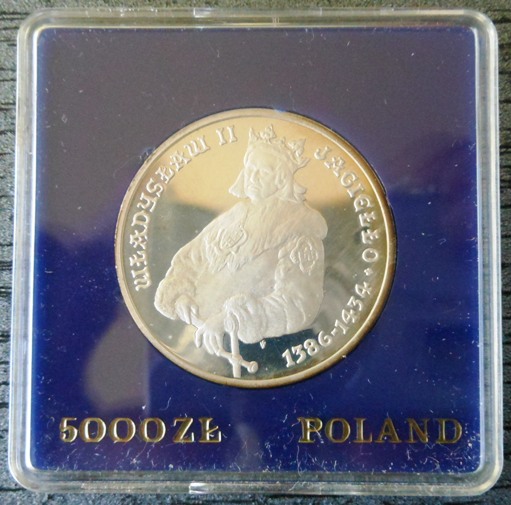 WŁADYSŁAW II JAGIEŁŁO • 1386-1434
5000 ZŁ POLAND